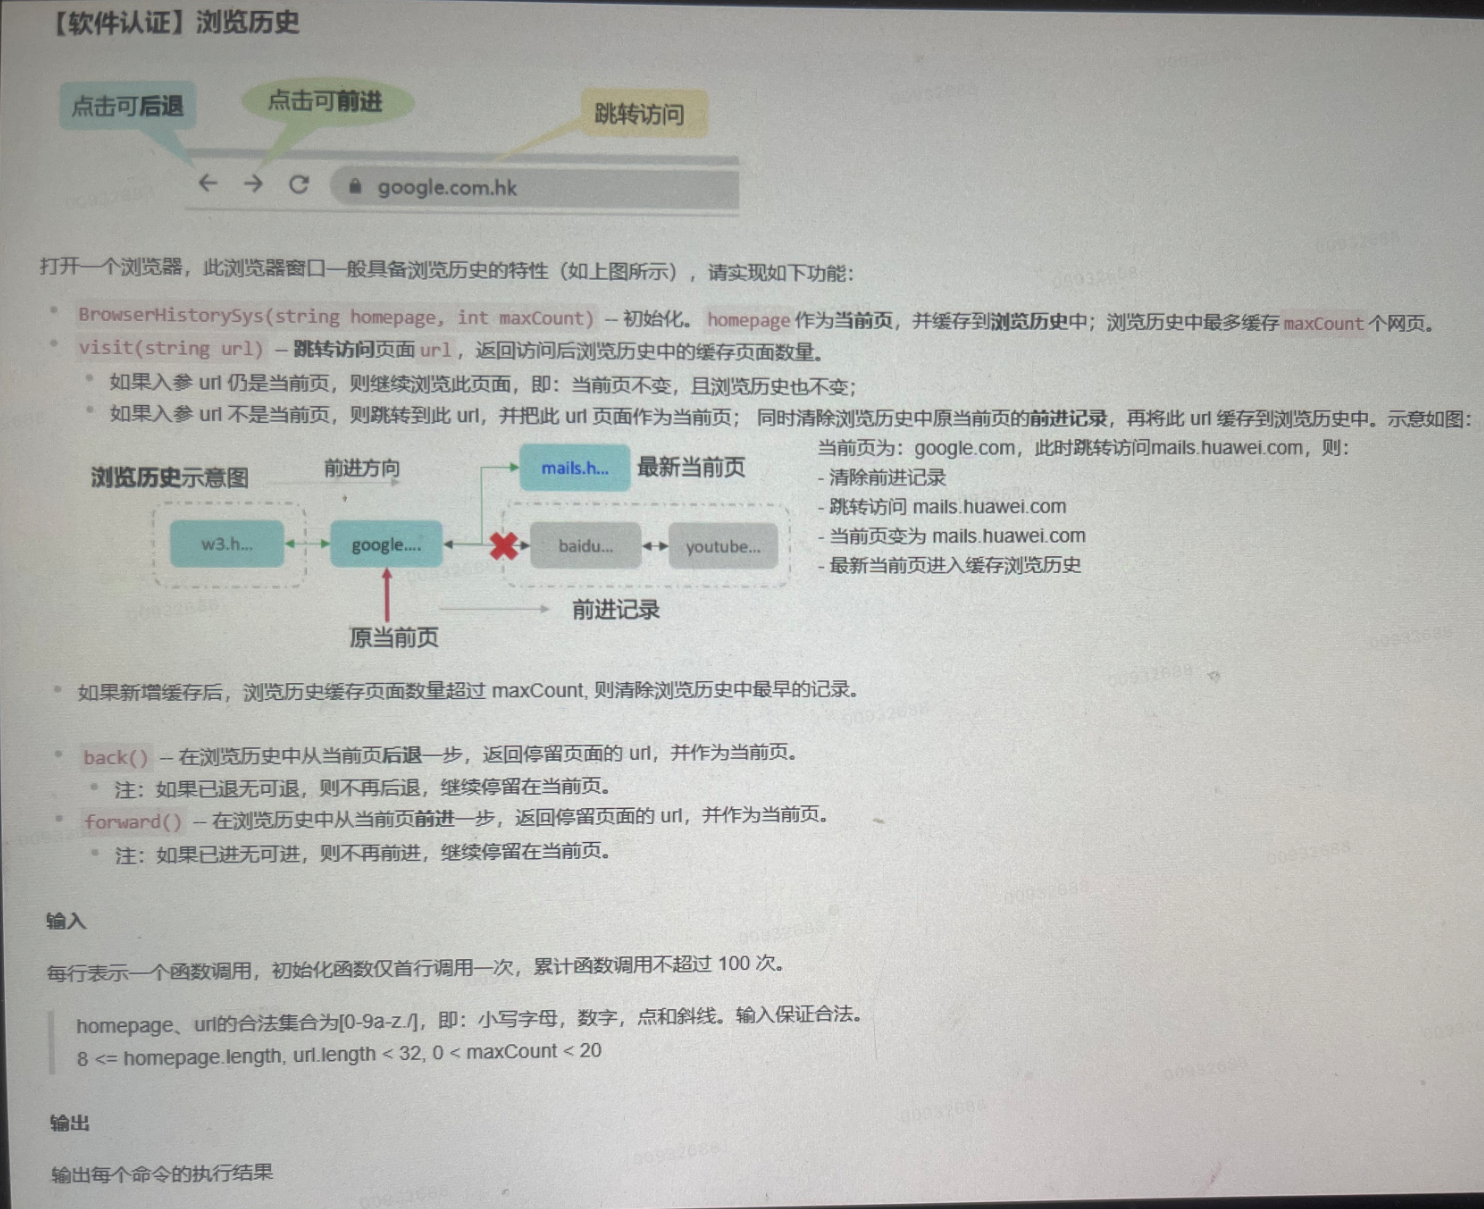 【软件认证】浏览历史
点击可后退
点击可前进
跳转访问
google.com.hk
打开一个浏览器，此浏览器窗口一般具备浏览历史的特性（如上图所示），请实现如下功能：
BrowserHistorySys(string homepage, int maxCount) – 初始化。homepage 作为当前页，并缓存到浏览历史中；浏览历史中最多缓存 maxCount 个网页。
visit(string url) – 跳转访问页面 url，返回访问后浏览历史中的缓存页面数量。
如果入参 url 仍是当前页，则继续浏览此页面，即：当前页不变，且浏览历史也不变；
如果入参 url 不是当前页，则跳转到此 url，并把此 url 页面作为当前页； 同时清除浏览历史中原当前页的前进记录，再将此 url 缓存到浏览历史中。示意如图：
浏览历史示意图
前进方向
mails.h...
最新当前页
w3.h...
google....
baidu...
youtube...
原当前页
前进记录
当前页为：google.com，此时跳转访问mails.huawei.com，则：
- 清除前进记录
- 跳转访问 mails.huawei.com
- 当前页变为 mails.huawei.com
- 最新当前页进入缓存浏览历史
如果新增缓存后，浏览历史缓存页面数量超过 maxCount, 则清除浏览历史中最早的记录。
back() – 在浏览历史中从当前页后退一步，返回停留页面的 url，并作为当前页。
注：如果已退无可退，则不再后退，继续停留在当前页。
forward() – 在浏览历史中从当前页前进一步，返回停留页面的 url，并作为当前页。
注：如果已进无可进，则不再前进，继续停留在当前页。
输入
每行表示一个函数调用，初始化函数仅首行调用一次，累计函数调用不超过 100 次。
homepage、url的合法集合为[0-9a-z./]，即：小写字母，数字，点和斜线。输入保证合法。
8 <= homepage.length, url.length < 32, 0 < maxCount < 20
输出
输出每个命令的执行结果